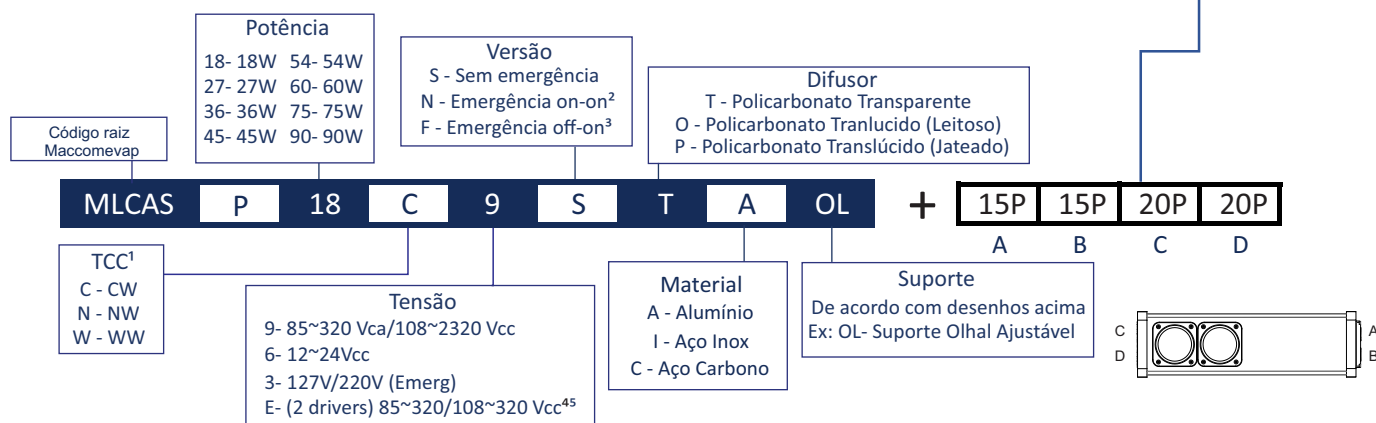 Potência
18- 18W 54- 54W
27- 27W 60- 60W
36- 36W 75- 75W
45- 45W 90- 90W
Versão
S - Sem emergência
N - Emergência on-on²
F - Emergência off-on³
Difusor
T - Policarbonato Transparente
O - Policarbonato Tranlucido (Leitoso)
P - Policarbonato Translúcido (Jateado)
Código raiz
Maccomevap
MLCAS P 18 C 9 S T A OL + 15P 15P 20P 20P
A B C D
TCC¹
C - CW
N - NW
W - WW
Tensão
9- 85~320 Vca/108~2320 Vcc
6- 12~24Vcc
3- 127V/220V (Emerg)
E- (2 drivers) 85~320/108~320 Vcc⁴⁵
Material
A - Alumínio
I - Aço Inox
C - Aço Carbono
Suporte
De acordo com desenhos acima
Ex: OL- Suporte Olhal Ajustável
C A
D B